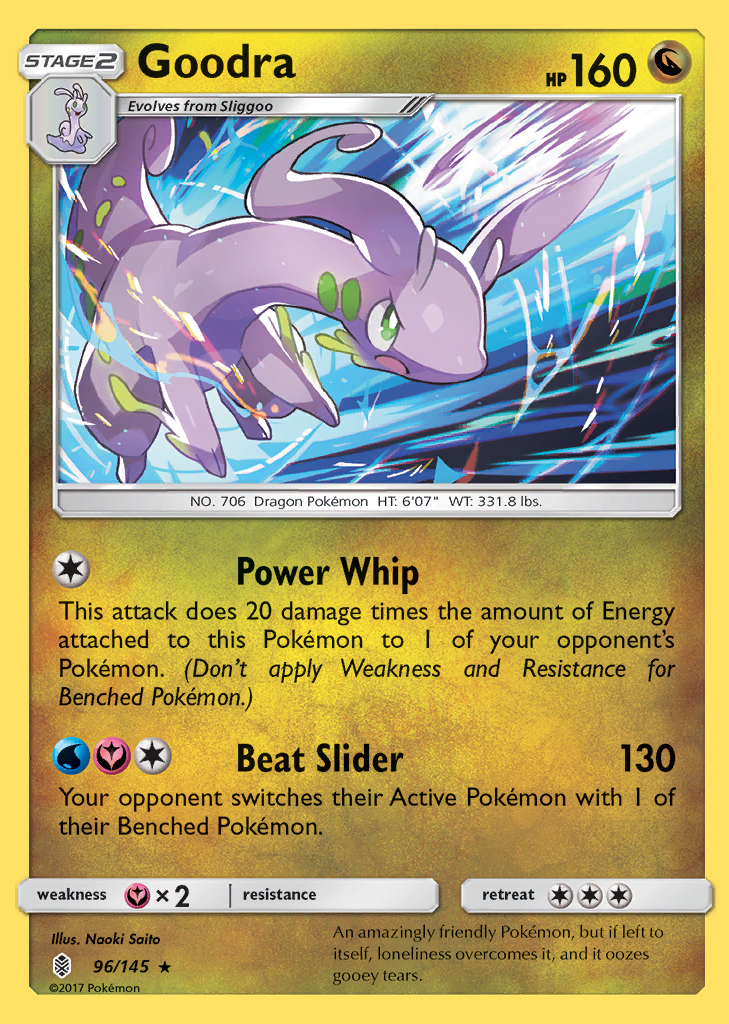 STAGE2
Goodra
HP 160
Evolves from Sliggoo
NO. 706 Dragon Pokémon HT: 6'07" WT: 331.8 lbs.
Power Whip
This attack does 20 damage times the amount of Energy
attached to this Pokémon to 1 of your opponent's
Pokémon. (Don't apply Weakness and Resistance for
Benched Pokémon.)
Beat Slider 130
Your opponent switches their Active Pokémon with 1 of
their Benched Pokémon.
weakness ×2 resistance retreat
Illus. Naoki Saito
96/145 ★
©2017 Pokémon
An amazingly friendly Pokémon, but if left to
itself, loneliness overcomes it, and it oozes
gooey tears.